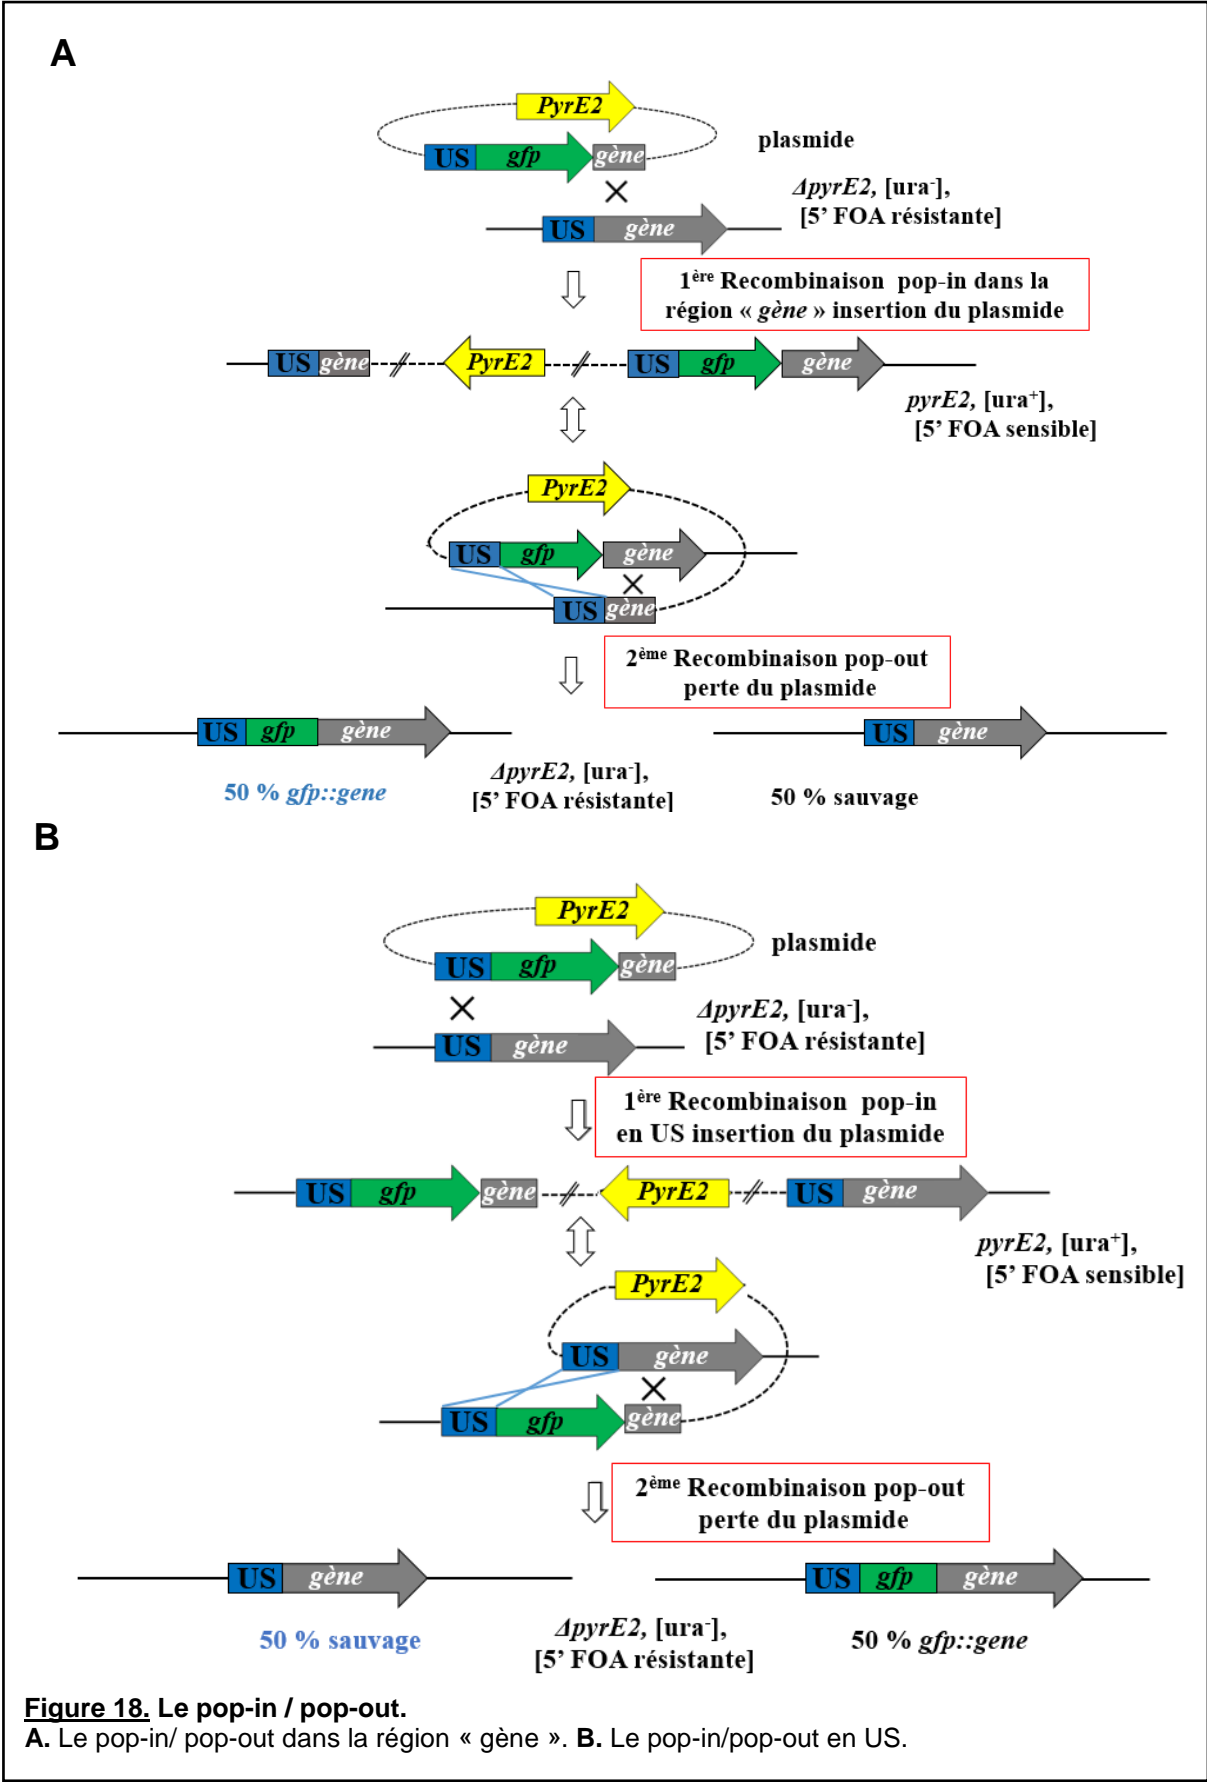 A
PyrE2
US gfp gène
plasmide
ΔpyrE2, [ura-],
[5' FOA résistante]
US gène
1ère Recombinaison pop-in dans la
région « gène » insertion du plasmide
US gène PyrE2 US gfp gène
pyrE2, [ura+],
[5' FOA sensible]
PyrE2
US gfp gène
US gène
2ème Recombinaison pop-out
perte du plasmide
US gfp gène
US gène
50 % gfp::gene
ΔpyrE2, [ura-],
[5' FOA résistante]
50 % sauvage
B
PyrE2
plasmide
US gfp gène
ΔpyrE2, [ura-],
[5' FOA résistante]
US gène
1ère Recombinaison pop-in
en US insertion du plasmide
US gfp gène PyrE2 US gène
pyrE2, [ura+],
[5' FOA sensible]
PyrE2
US gène
US gfp gène
2ème Recombinaison pop-out
perte du plasmide
US gène
US gfp gène
50 % sauvage
ΔpyrE2, [ura-],
[5' FOA résistante]
50 % gfp::gene
Figure 18. Le pop-in / pop-out.
A. Le pop-in/ pop-out dans la région « gène ». B. Le pop-in/pop-out en US.